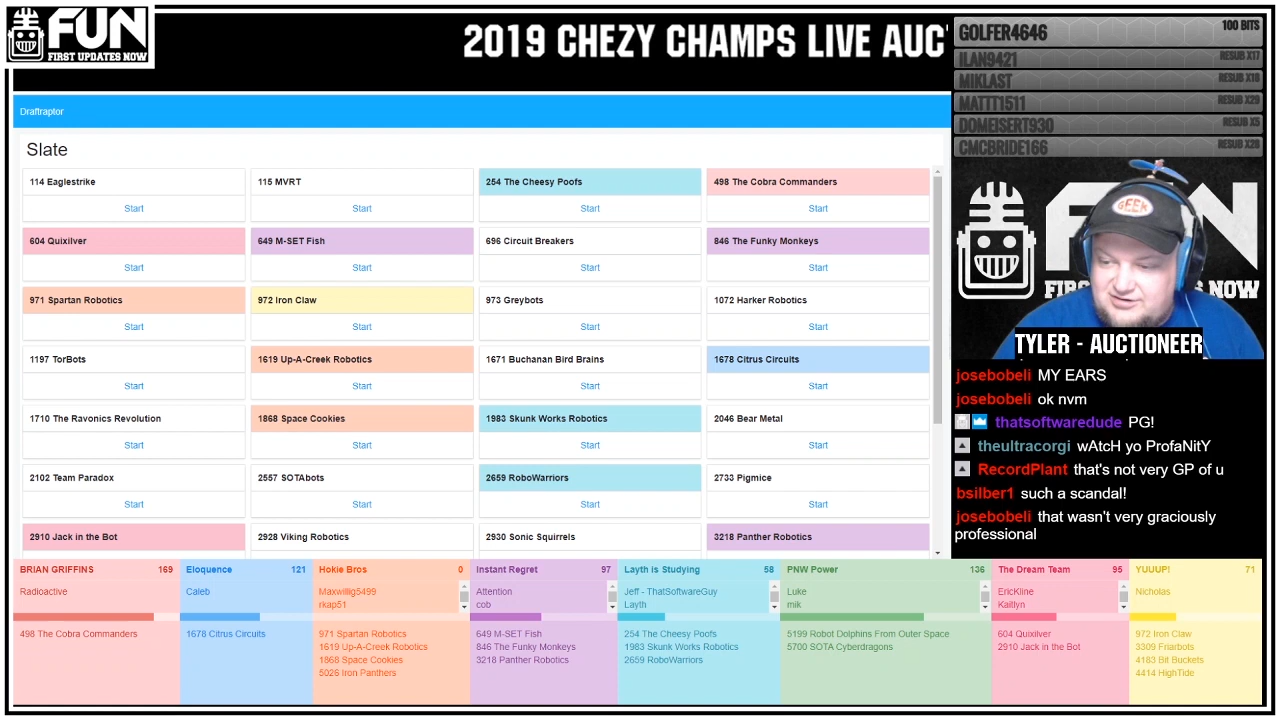 FUN
FIRST UPDATES NOW
2019 CHEZY CHAMPS LIVE AUC
GOLFER4646 100 BITS
ILAN9421 RESUB X17
MIKLAST RESUB X18
MATTT1511 RESUB X29
DOMEISERT930 RESUB X5
CMCBRIDE166 RESUB X28
Draftraptor
Slate
114 Eaglestrike
Start
115 MVRT
Start
254 The Cheesy Poofs
Start
498 The Cobra Commanders
Start
604 Quixilver
Start
649 M-SET Fish
Start
696 Circuit Breakers
Start
846 The Funky Monkeys
Start
971 Spartan Robotics
Start
972 Iron Claw
Start
973 Greybots
Start
1072 Harker Robotics
Start
1197 TorBots
Start
1619 Up-A-Creek Robotics
Start
1671 Buchanan Bird Brains
Start
1678 Citrus Circuits
Start
1710 The Ravonics Revolution
Start
1868 Space Cookies
Start
1983 Skunk Works Robotics
Start
2046 Bear Metal
Start
2102 Team Paradox
Start
2557 SOTAbots
Start
2659 RoboWarriors
Start
2733 Pigmice
Start
2910 Jack in the Bot
2928 Viking Robotics
2930 Sonic Squirrels
3218 Panther Robotics
GEEK
TYLER - AUCTIONEER
josebobeli MY EARS
josebobeli ok nvm
thatsoftwaredude PG!
theultracorgi wAtcH yo ProfaNitY
RecordPlant that's not very GP of u
bsilber1 such a scandal!
josebobeli that wasn't very graciously
professional
BRIAN GRIFFINS 169
Radioactive
498 The Cobra Commanders
Eloquence 121
Caleb
1678 Citrus Circuits
Hokie Bros 0
Maxwillig5499
rkap51
971 Spartan Robotics
1619 Up-A-Creek Robotics
1868 Space Cookies
5026 Iron Panthers
Instant Regret 97
Attention
cob
649 M-SET Fish
846 The Funky Monkeys
3218 Panther Robotics
Layth is Studying 58
Jeff - ThatSoftwareGuy
Layth
254 The Cheesy Poofs
1983 Skunk Works Robotics
2659 RoboWarriors
PNW Power 136
Luke
mik
5199 Robot Dolphins From Outer Space
5700 SOTA Cyberdragons
The Dream Team 95
EricKline
Kaitlyn
604 Quixilver
2910 Jack in the Bot
YUUUP! 71
Nicholas
972 Iron Claw
3309 Friarbots
4183 Bit Buckets
4414 HighTide